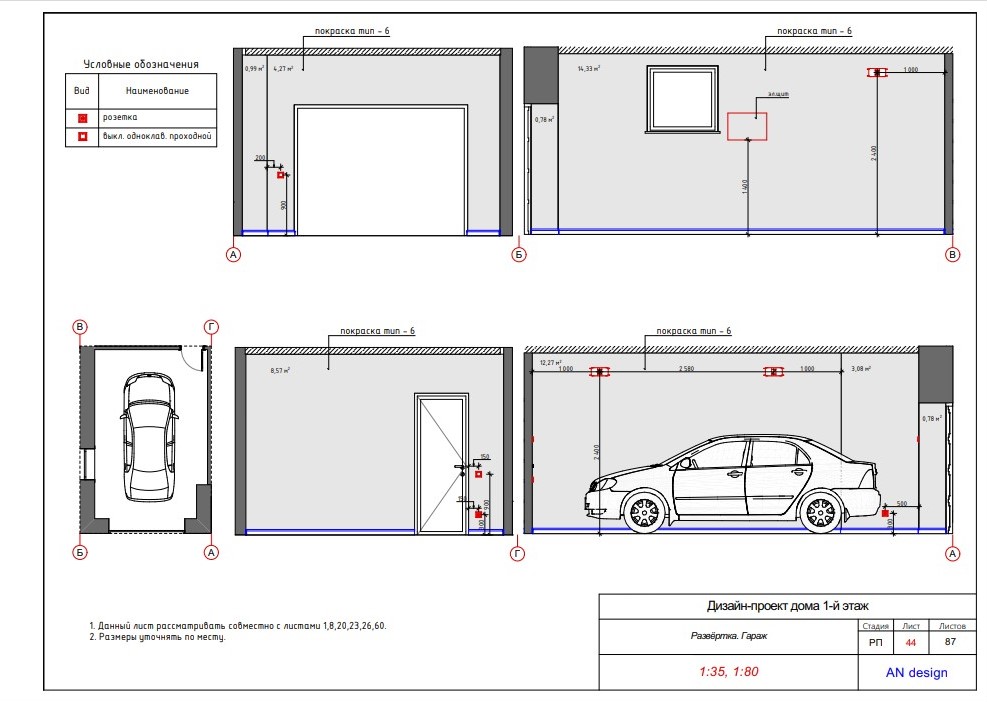 покраска тип – 6
покраска тип – 6
Условные обозначения
Вид
Наименование
розетка
выкл. одноклав. проходной
0,99 м²
4,27 м²
200
900
А
Б
14,33 м²
0,78 м²
эл.щит
1 000
1 400
2 400
В
В
Г
Б
А
покраска тип – 6
8,57 м²
150
150
900
300
Г
покраска тип – 6
12,27 м²
1 000
2 580
1 000
3,08 м²
0,78 м²
2 400
500
300
А
1. Данный лист рассматривать совместно с листами 1,8,20,23,26,60.
2. Размеры уточнять по месту.
Дизайн-проект дома 1-й этаж
Развёртка. Гараж
Стадия
Лист
Листов
РП
44
87
1:35, 1:80
AN design